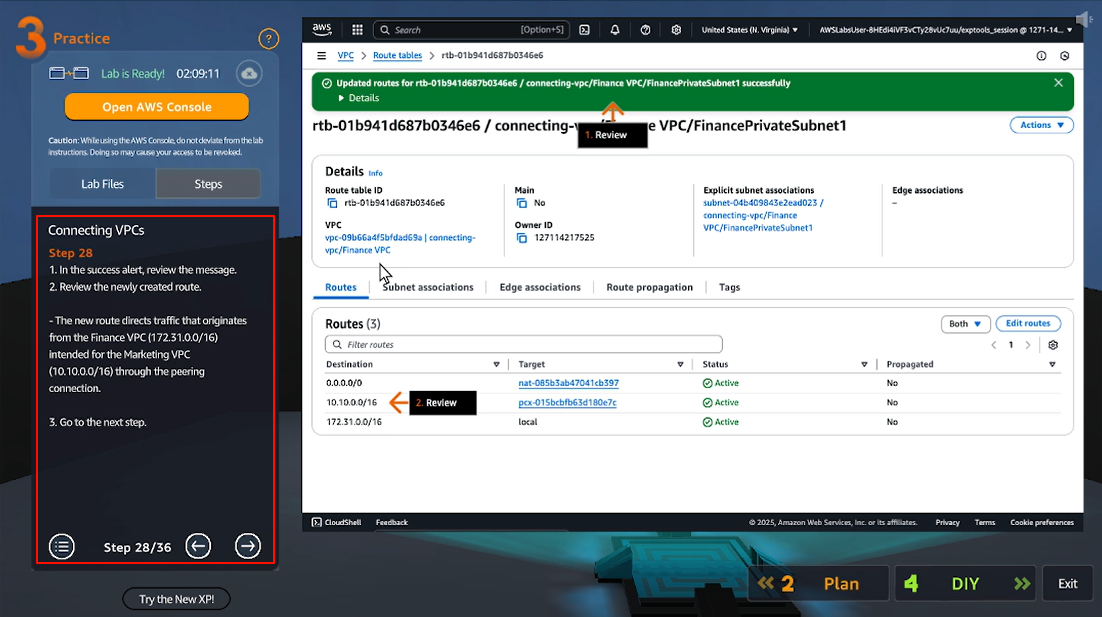 3 Practice
?
Lab is Ready! 02:09:11
Open AWS Console
Caution: While using the AWS Console, do not deviate from the lab
instructions. Doing so may cause your access to be revoked.
Lab Files
Steps
Connecting VPCs
Step 28
1. In the success alert, review the message.
2. Review the newly created route.
- The new route directs traffic that originates
from the Finance VPC (172.31.0.0/16)
intended for the Marketing VPC
(10.10.0.0/16) through the peering
connection.
3. Go to the next step.
Step 28/36
Try the New XP!
aws
Search
[Option+S]
United States (N. Virginia)
AWSLabsUser-8HEdi4iVF3vCTy28vUc7uu/exptools_session @ 1271-14...
VPC > Route tables > rtb-01b941d687b0346e6
Updated routes for rtb-01b941d687b0346e6 / connecting-vpc/Finance VPC/FinancePrivateSubnet1 successfully
Details
1. Review
rtb-01b941d687b0346e6 / connecting-v e VPC/FinancePrivateSubnet1
Actions
Details Info
Route table ID
rtb-01b941d687b0346e6
VPC
vpc-09b66a4f5bfdad69a | connecting-
vpc/Finance VPC
Main
No
Owner ID
127114217525
Explicit subnet associations
subnet-04b409843e2ead023 /
connecting-vpc/Finance
VPC/FinancePrivateSubnet1
Edge associations
–
Routes
Subnet associations
Edge associations
Route propagation
Tags
Routes (3)
Both
Edit routes
Filter routes
1
Destination Target Status Propagated
0.0.0.0/0 nat-085b3ab47041cb397 Active No
10.10.0.0/16 2. Review pcx-015bcbfb63d180e7c Active No
172.31.0.0/16 local Active No
CloudShell Feedback
© 2025, Amazon Web Services, Inc. or its affiliates. Privacy Terms Cookie preferences
2 Plan
4 DIY
Exit